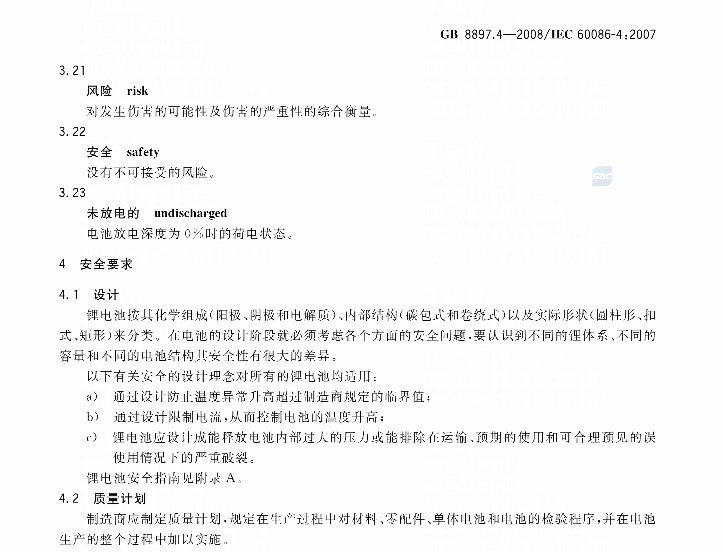 GB 8897.4—2008/IEC 60086-4:2007
3.21
风险 risk
对发生伤害的可能性及伤害的严重性的综合衡量。
3.22
安全 safety
没有不可接受的风险。
3.23
未放电的 undischarged
电池放电深度为0%时的荷电状态。
4 安全要求
4.1 设计
锂电池按其化学组成(阳极、阴极和电解质)、内部结构(碳包式和卷绕式)以及实际形状(圆柱形、扣
式、矩形)来分类。在电池的设计阶段就必须考虑各个方面的安全问题,要认识到不同的锂体系、不同的
容量和不同的电池结构其安全性有很大的差异。
以下有关安全的设计理念对所有的锂电池均适用:
a) 通过设计防止温度异常升高超过制造商规定的临界值;
b) 通过设计限制电流,从而控制电池的温度升高;
c) 锂电池应设计成能释放电池内部过大的压力或能排除在运输、预期的使用和可合理预见的误
使用情况下的严重破裂。
锂电池安全指南见附录 A。
4.2 质量计划
制造商应制定质量计划,规定在生产过程中对材料、零配件、单体电池和电池的检验程序,并在电池
生产的整个过程中加以实施。